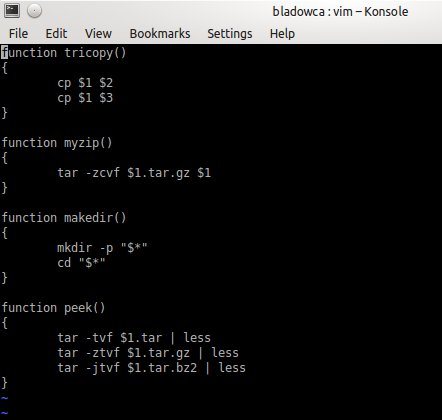 bladowca : vim – Konsole
File Edit View Bookmarks Settings Help
function tricopy()
{
        cp $1 $2
        cp $1 $3
}

function myzip()
{
        tar -zcvf $1.tar.gz $1
}

function makedir()
{
        mkdir -p "$*"
        cd "$*"
}

function peek()
{
        tar -tvf $1.tar | less
        tar -ztvf $1.tar.gz | less
        tar -jtvf $1.tar.bz2 | less
}
~
~